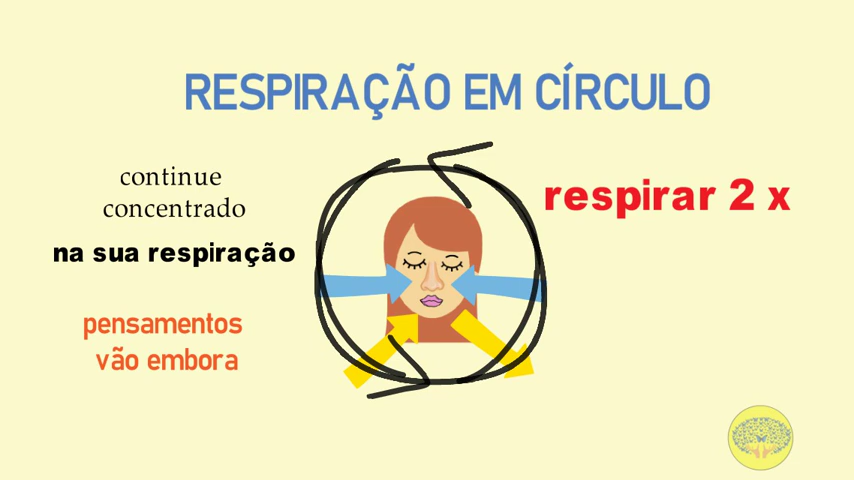 RESPIRAÇÃO EM CÍRCULO
continue
concentrado
na sua respiração
pensamentos
vão embora
respirar 2 x